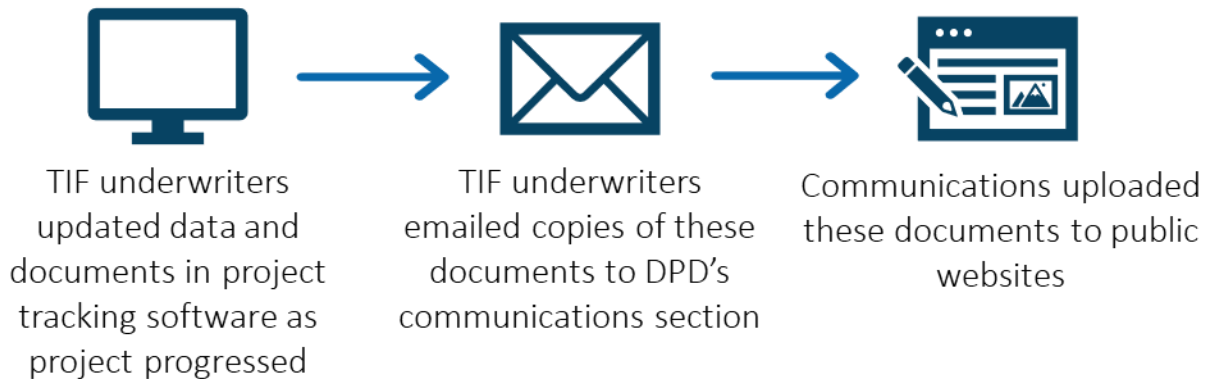 TIF underwriters
updated data and
documents in project
tracking software as
project progressed
TIF underwriters
emailed copies of these
documents to DPD’s
communications section
Communications uploaded
these documents to public
websites